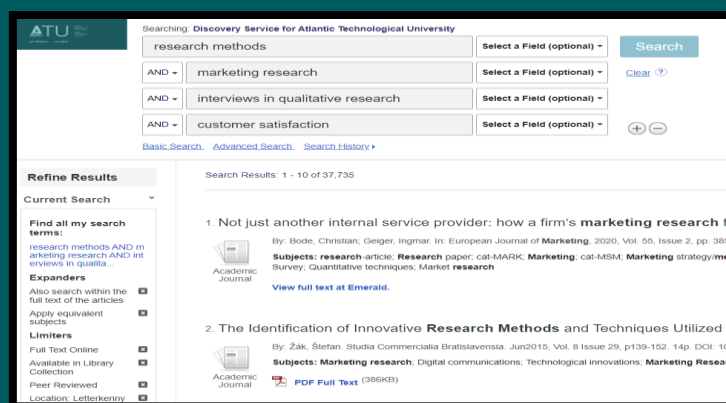 ATU
Searching: Discovery Service for Atlantic Technological University
research methods
Select a Field (optional)
Search
AND
marketing research
Select a Field (optional)
Clear ?
AND
interviews in qualitative research
Select a Field (optional)
AND
customer satisfaction
Select a Field (optional)
Basic Search Advanced Search Search History
Refine Results
Search Results: 1 - 10 of 37,735
Current Search
Find all my search
terms:
research methods AND m
arketing research AND int
erviews in qualita...
Expanders
Also search within the
full text of the articles
Apply equivalent
subjects
Limiters
Full Text Online
Available in Library
Collection
Peer Reviewed
Location: Letterkenny
1. Not just another internal service provider: how a firm's marketing research f
By: Bode, Christian; Geiger, Ingmar. In: European Journal of Marketing, 2020, Vol. 55, Issue 2, pp. 38
Subjects: research-article; Research paper; cat-MARK; Marketing; cat-MSM; Marketing strategy/me
Survey; Quantitative techniques; Market research
Academic
Journal
View full text at Emerald.
2. The Identification of Innovative Research Methods and Techniques Utilized
By: Žák, Štefan. Studia Commercialia Bratislavensia. Jun2015, Vol. 8 Issue 29, p139-152. 14p. DOI: 10
Subjects: Marketing research; Digital communications; Technological innovations; Marketing Resear
Academic
Journal
PDF Full Text (386KB)